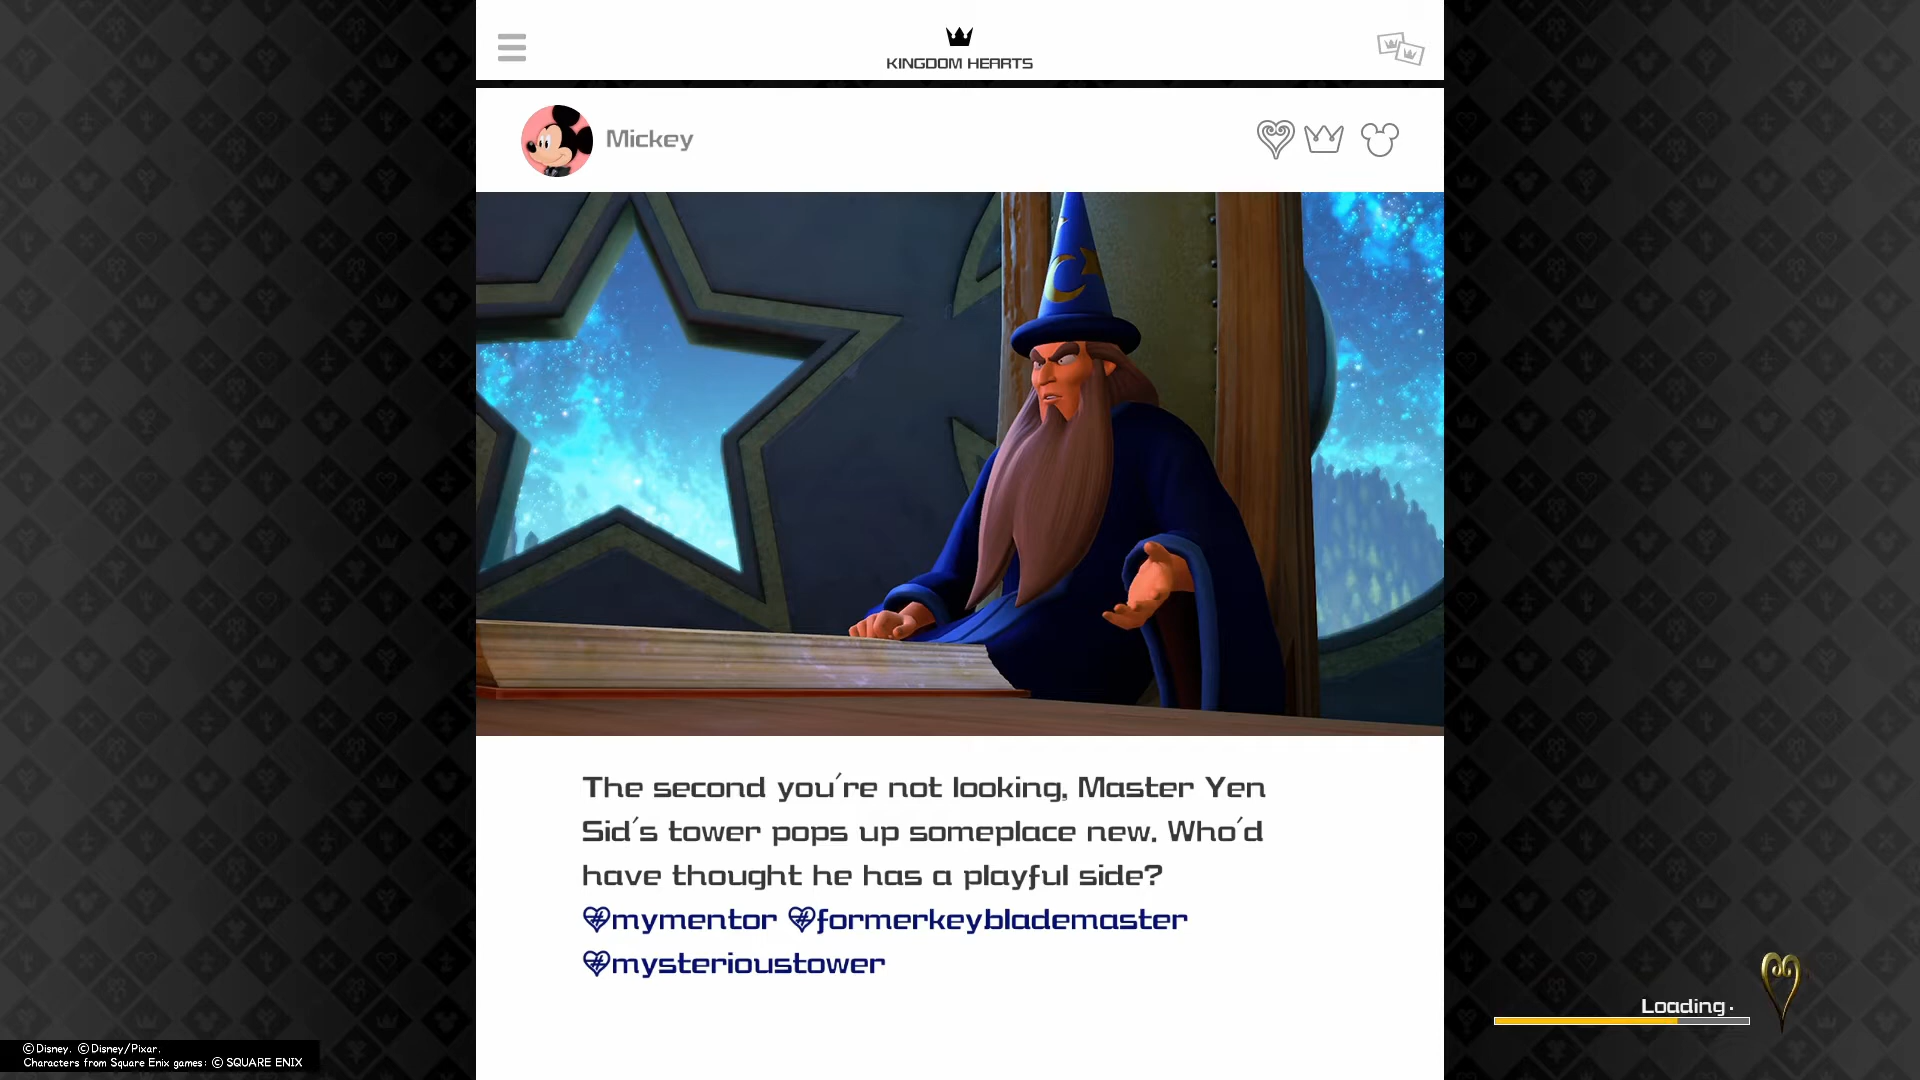 KINGDOM HEARTS
Mickey
The second you're not looking, Master Yen
Sid's tower pops up someplace new. Who'd
have thought he has a playful side?
#mymentor #formerkeyblademaster
#mysterioustower
Loading.
©Disney. ©Disney/Pixar.
Characters from Square Enix games: © SQUARE ENIX